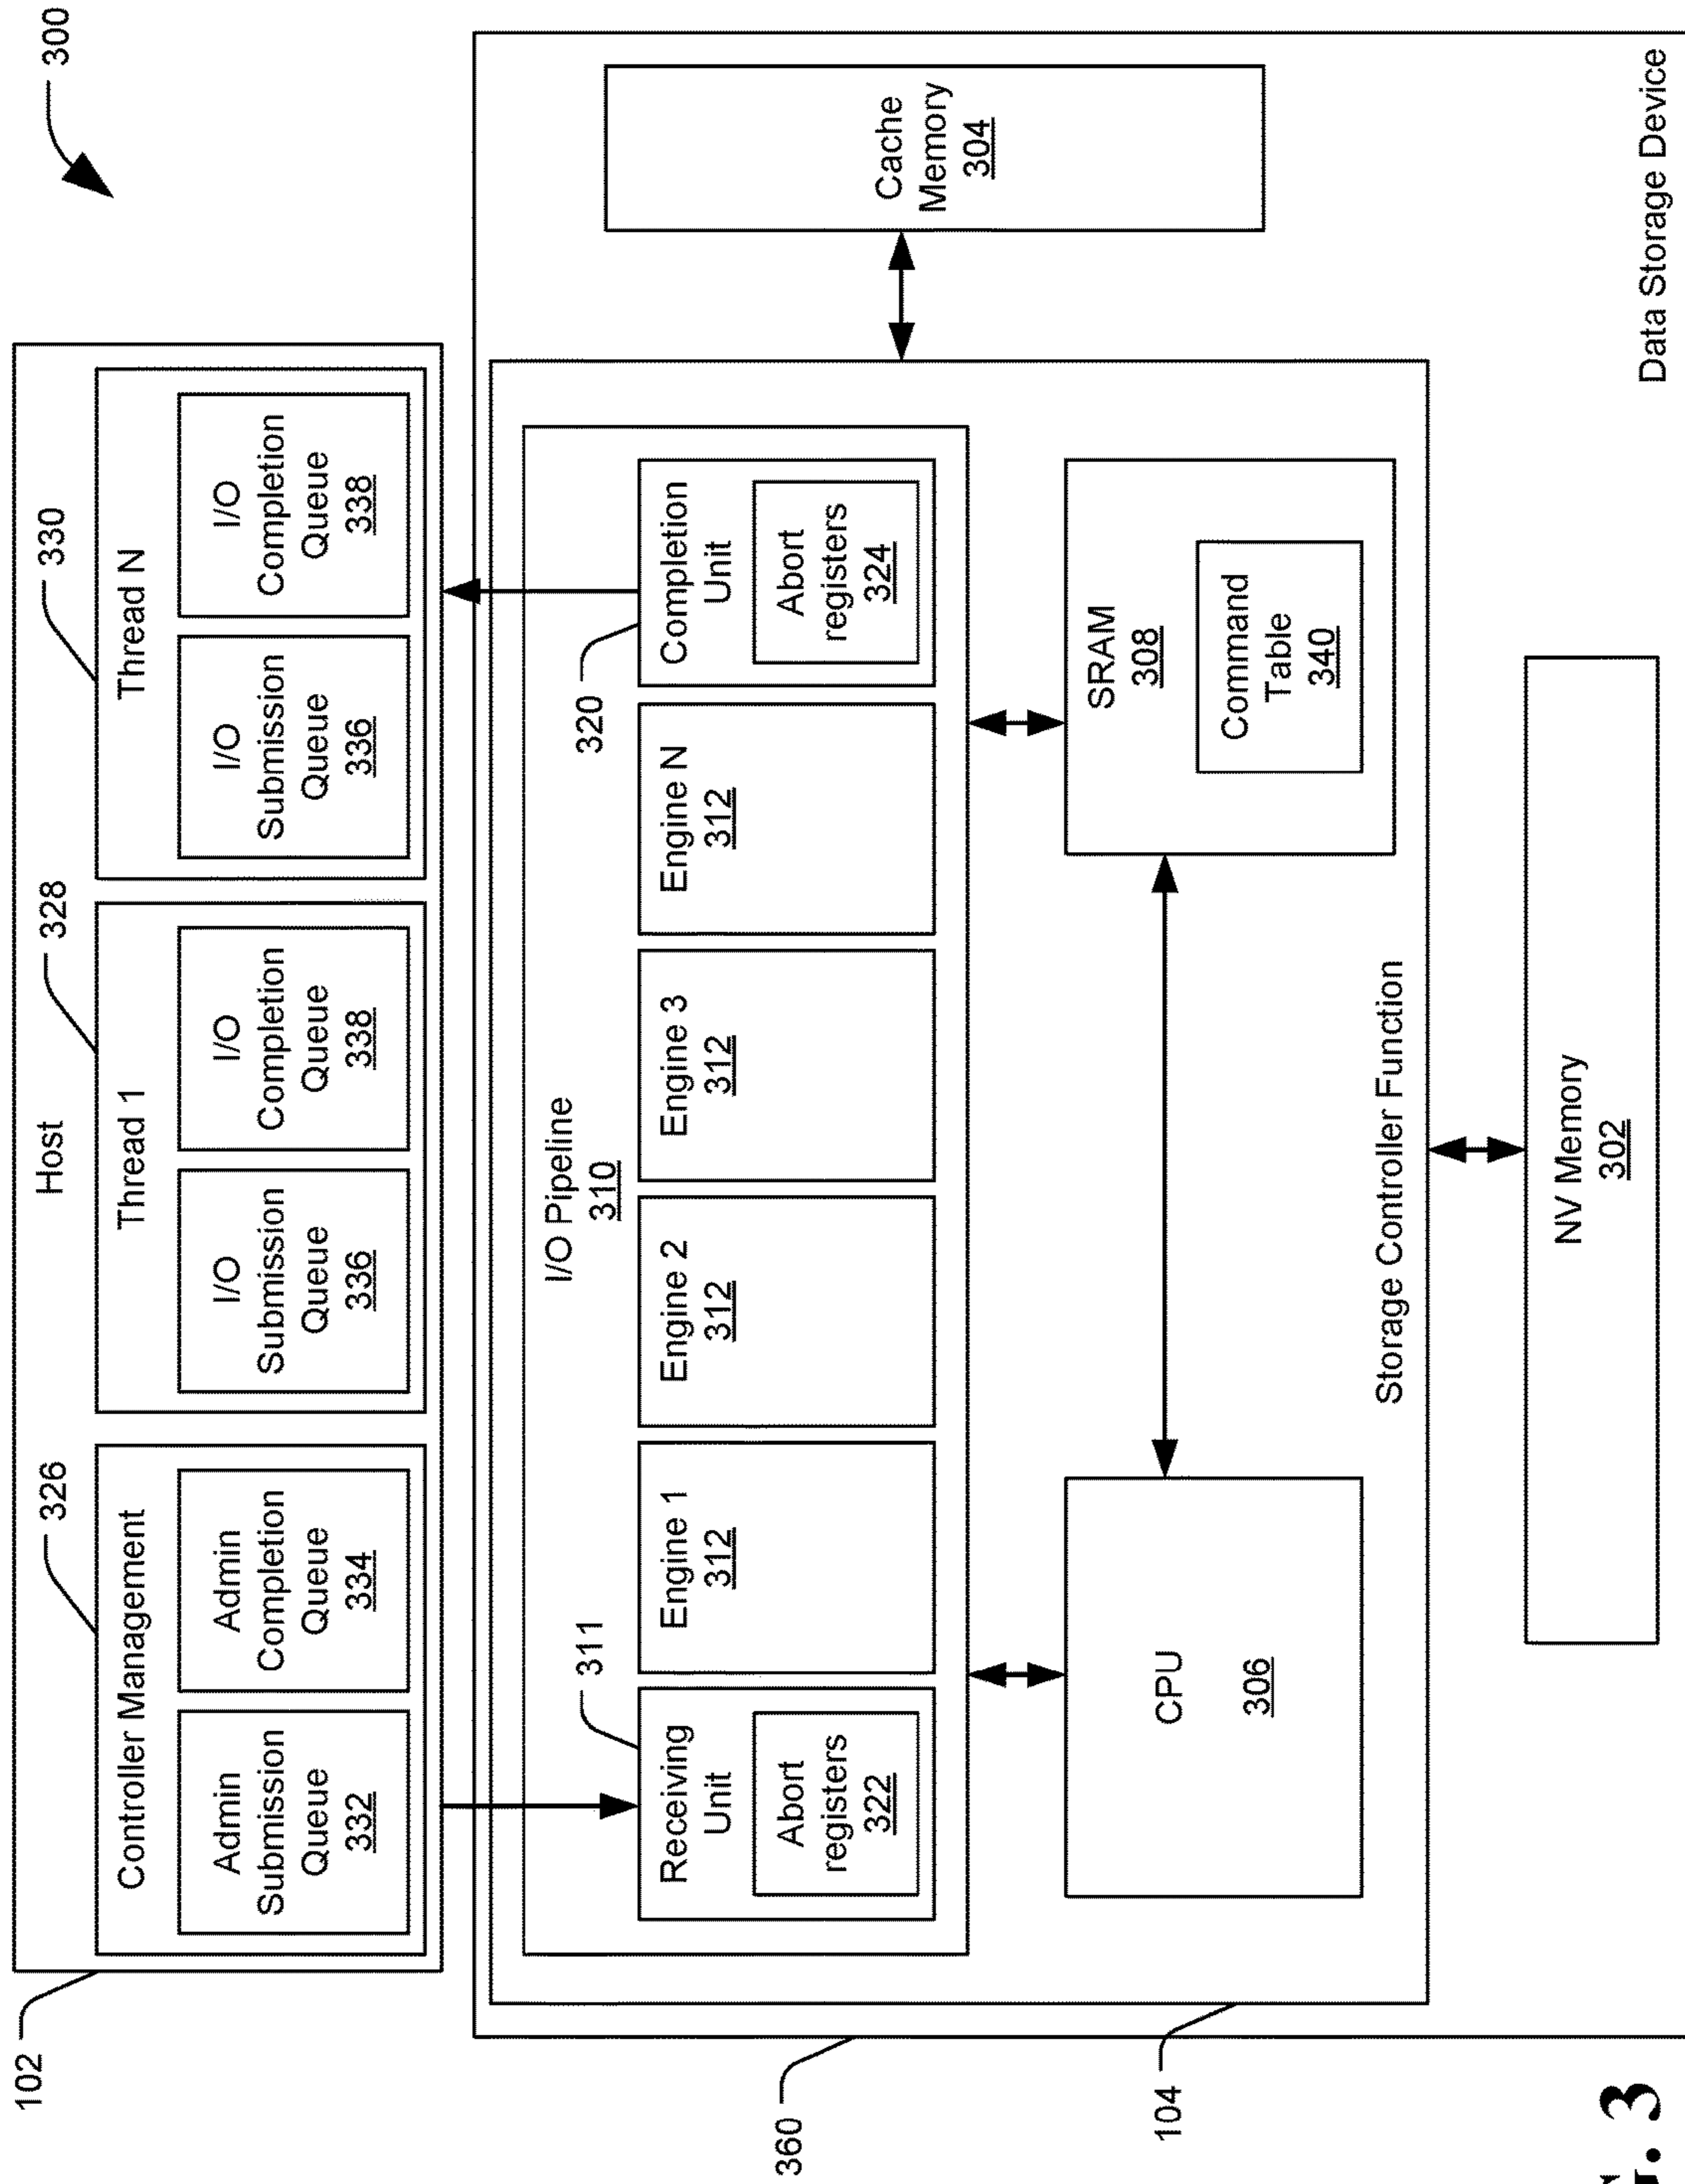 300
102
Host
326
328
330
Controller Management
Admin
Submission
Queue
332
Admin
Completion
Queue
334
Thread 1
I/O
Submission
Queue
336
I/O
Completion
Queue
338
Thread N
I/O
Submission
Queue
336
I/O
Completion
Queue
338
360
104
311
320
I/O Pipeline
310
Receiving
Unit
Abort
registers
322
Engine 1
312
Engine 2
312
Engine 3
312
Engine N
312
Completion
Unit
Abort
registers
324
CPU
306
SRAM
308
Command
Table
340
Storage Controller Function
Cache
Memory
304
NV Memory
302
Data Storage Device
. 3